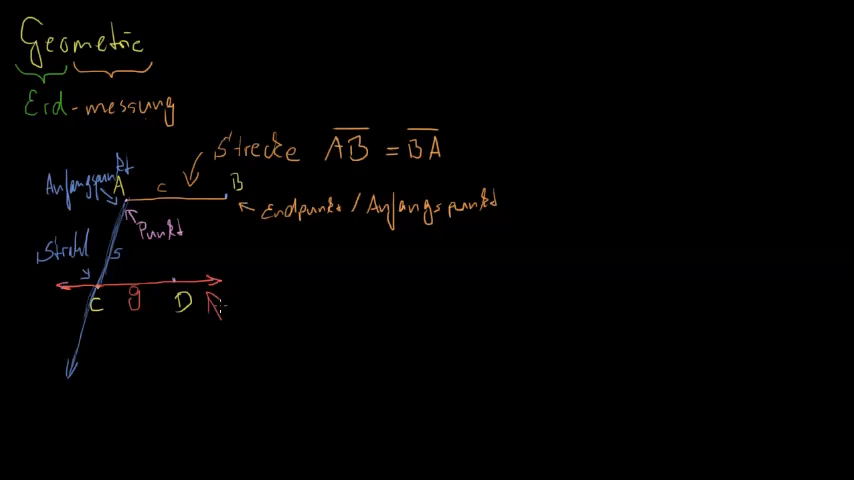 Geometrie
Erd-messung
Strecke AB = BA
Anfangspunkt
A
c
B
Endpunkt / Anfangspunkt
Punkt
Strahl
s
C
g
D